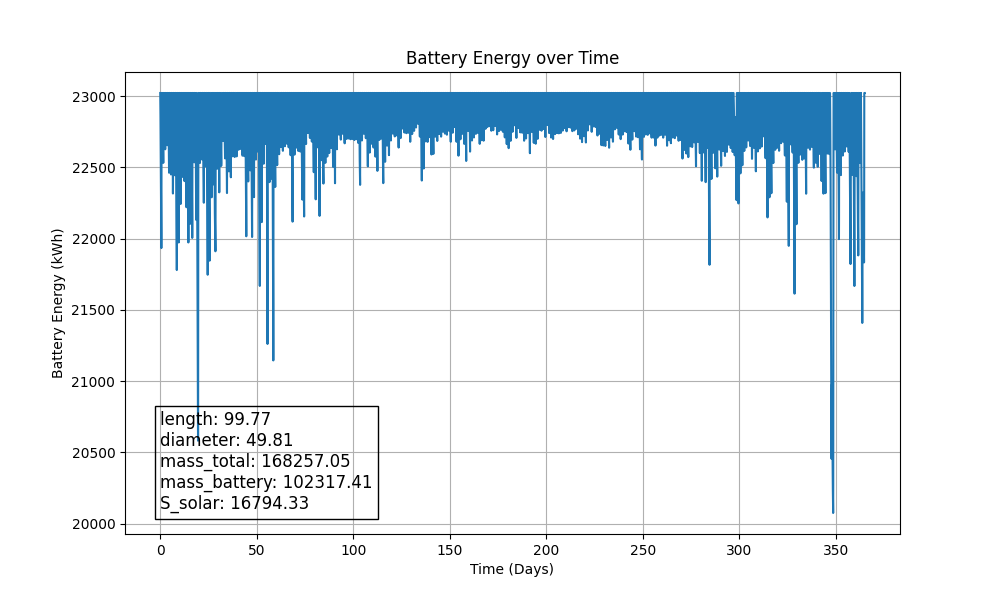 Battery Energy over Time
Battery Energy (kWh)
23000
22500
22000
21500
21000
20500
20000
length: 99.77
diameter: 49.81
mass_total: 168257.05
mass_battery: 102317.41
S_solar: 16794.33
0 50 100 150 200 250 300 350
Time (Days)